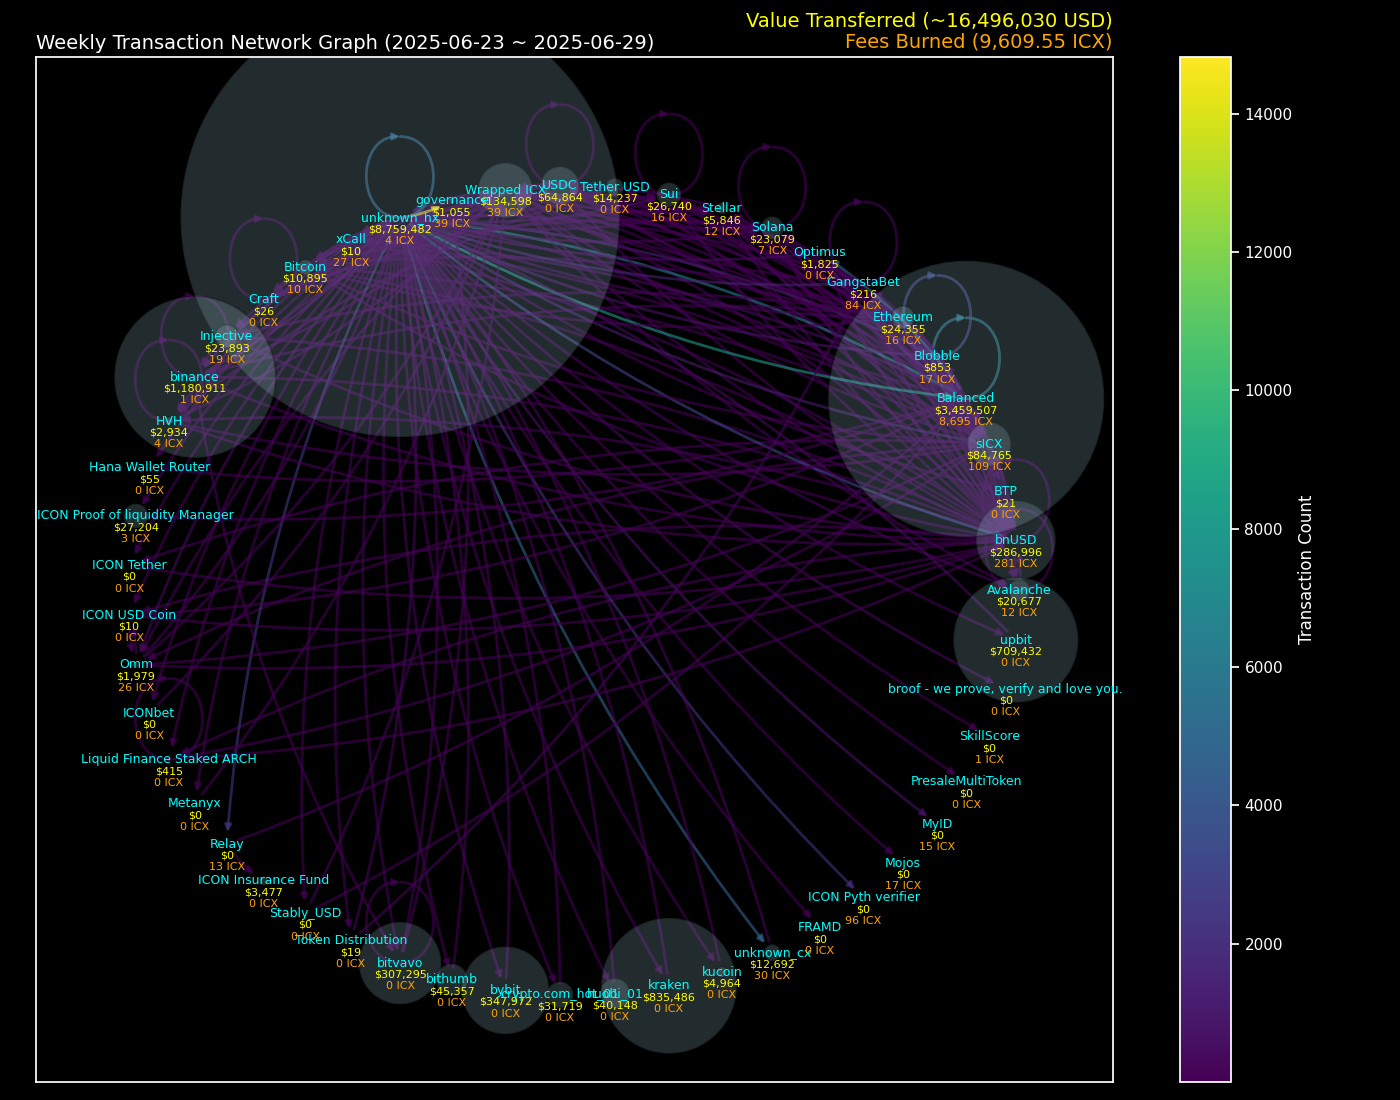 Value Transferred (~16,496,030 USD)
Weekly Transaction Network Graph (2025-06-23 ~ 2025-06-29)
Fees Burned (9,609.55 ICX)
unknown_hx
$8,759,482
4 ICX
governance
$1,055
39 ICX
Wrapped ICX
$134,598
39 ICX
USDC
$64,864
0 ICX
Tether USD
$14,237
0 ICX
Sui
$26,740
16 ICX
Stellar
$5,846
12 ICX
Solana
$23,079
7 ICX
Optimus
$1,825
0 ICX
GangstaBet
$216
84 ICX
Ethereum
$24,355
16 ICX
Blobble
$853
17 ICX
Balanced
$3,459,507
8,695 ICX
sICX
$84,765
109 ICX
BTP
$21
0 ICX
bnUSD
$286,996
281 ICX
Avalanche
$20,677
12 ICX
upbit
$709,432
0 ICX
broof - we prove, verify and love you.
$0
0 ICX
SkillScore
$0
1 ICX
PresaleMultiToken
$0
0 ICX
MyID
$0
15 ICX
Mojos
$0
17 ICX
ICON Pyth verifier
$0
96 ICX
FRAMD
$0
0 ICX
unknown_cx
$12,692
30 ICX
kucoin
$4,964
0 ICX
kraken
$835,486
0 ICX
huobi_01
$40,148
0 ICX
crypto.com_hot_01
$31,719
0 ICX
bybit
$347,972
0 ICX
bithumb
$45,357
0 ICX
bitvavo
$307,295
0 ICX
Token Distribution
$19
0 ICX
Stably_USD
$0
0 ICX
ICON Insurance Fund
$3,477
0 ICX
Relay
$0
13 ICX
Metanyx
$0
0 ICX
Liquid Finance Staked ARCH
$415
0 ICX
ICONbet
$0
0 ICX
Omm
$1,979
26 ICX
ICON USD Coin
$10
0 ICX
ICON Tether
$0
0 ICX
ICON Proof of liquidity Manager
$27,204
3 ICX
Hana Wallet Router
$55
0 ICX
HVH
$2,934
4 ICX
binance
$1,180,911
1 ICX
Injective
$23,893
19 ICX
Craft
$26
0 ICX
Bitcoin
$10,895
10 ICX
xCall
$10
27 ICX
14000
12000
10000
8000
6000
4000
2000
Transaction Count